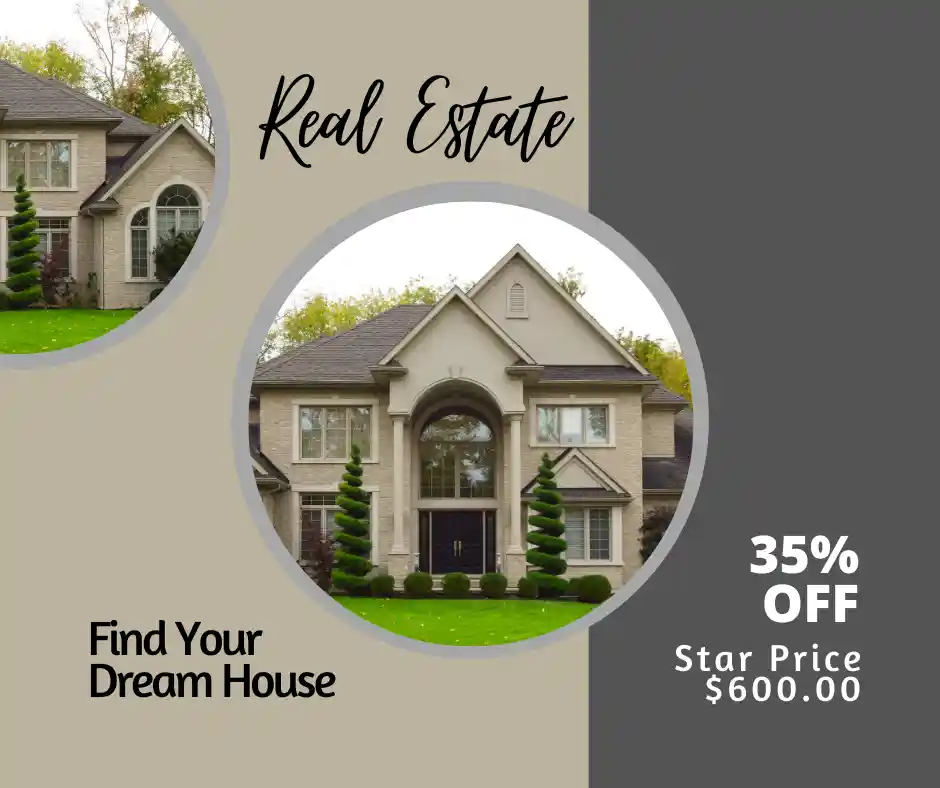 Real Estate
Find Your
Dream House
35%
OFF
Star Price
$600.00